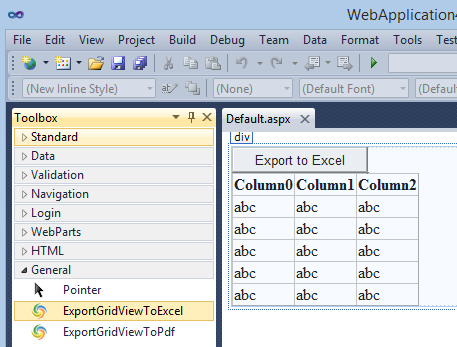 WebApplication4
File Edit View Project Build Debug Team Data Format Tools Test
(New Inline Style) (None) (Default Font) (Default
Toolbox
Standard
Data
Validation
Navigation
Login
WebParts
HTML
General
Pointer
ExportGridViewToExcel
ExportGridViewToPdf
Default.aspx
div
Export to Excel
Column0 Column1 Column2
abc abc abc
abc abc abc
abc abc abc
abc abc abc
abc abc abc